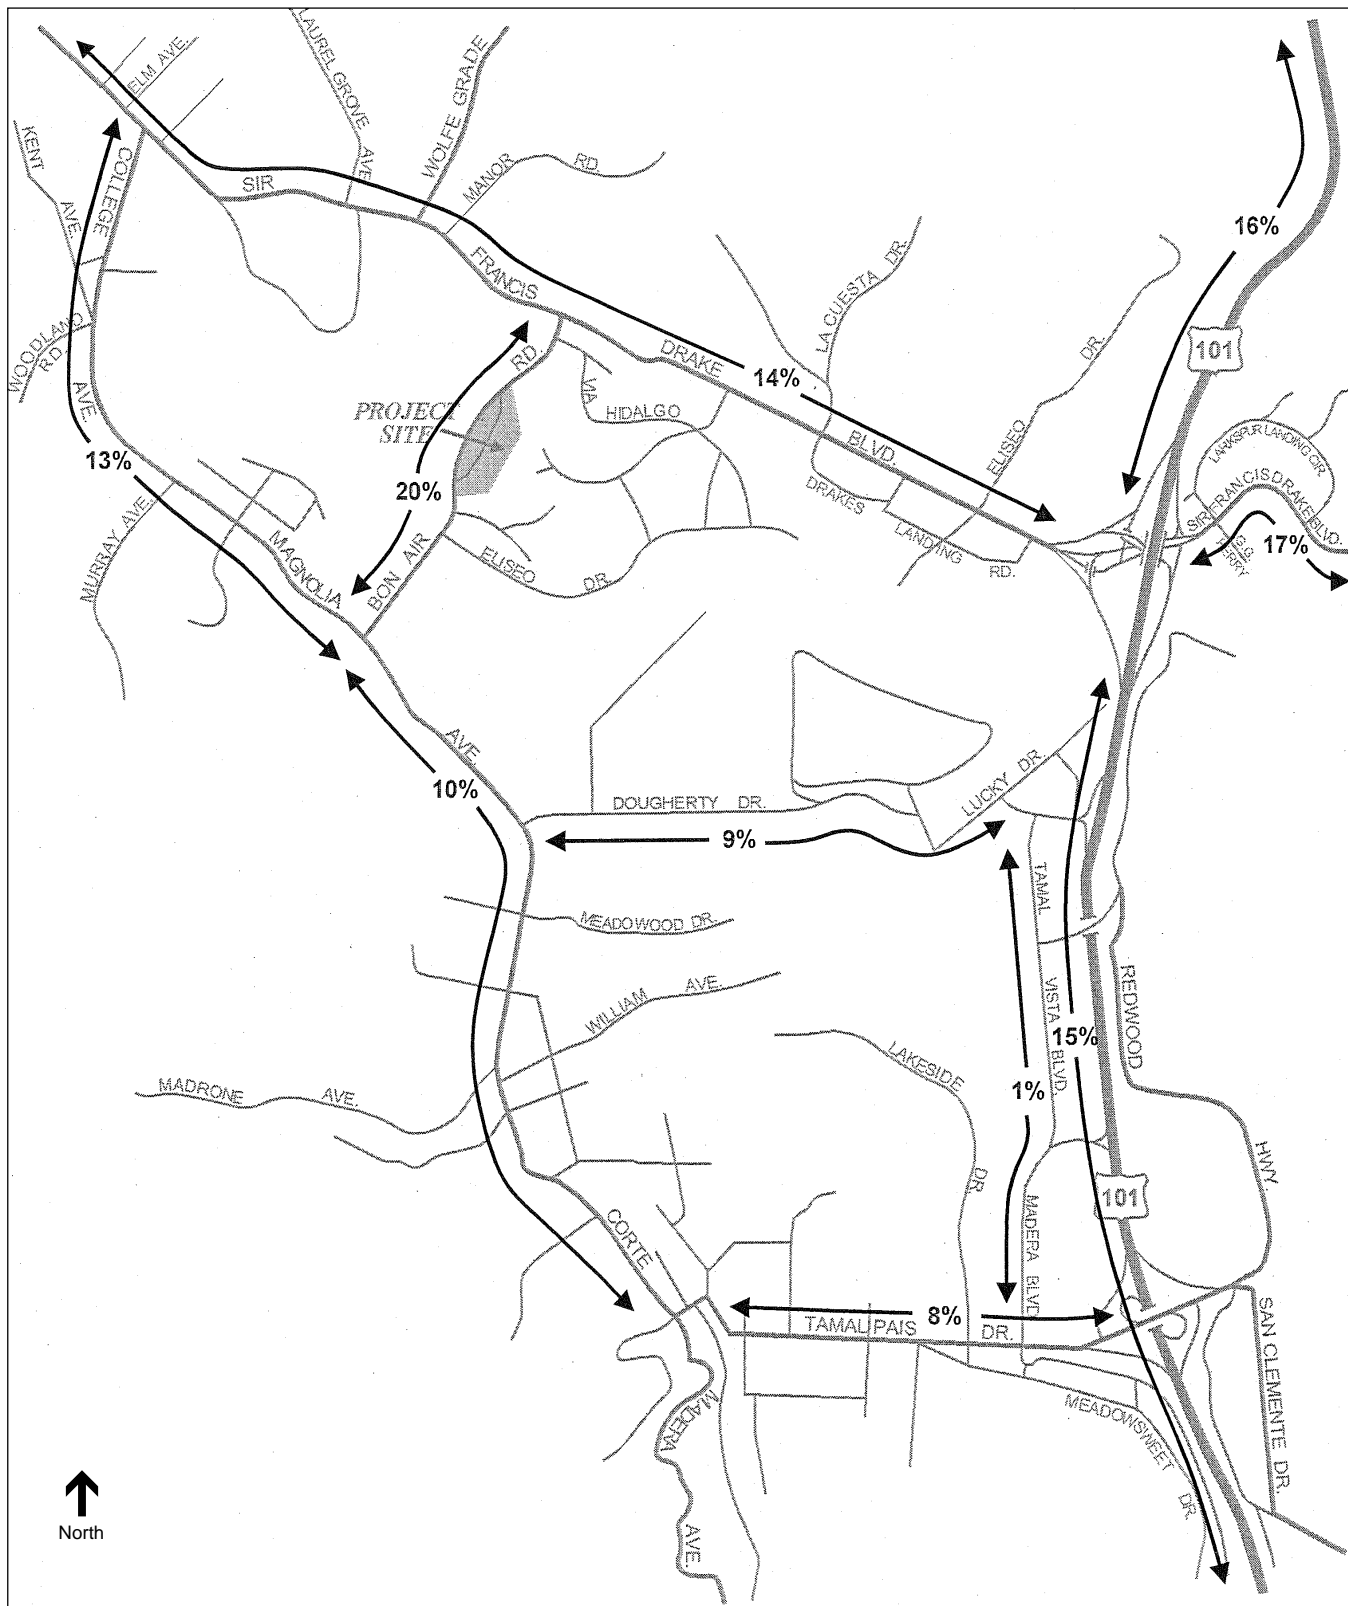 ELM AVE.
LAUREL GROVE
AVE
WOLFE GRADE
KENT
AVE.
COLLEGE
SIR
MANOR
RD.
16%
FRANCIS
LA CUESTA DR.
WOODLAND
RD.
AVE.
RD.
DRAKE
14%
ELISEO
DR.
101
PROJECT
SITE
VIA
HIDALGO
BLVD.
LARKSPUR LANDING CIR.
13%
20%
DRAKES
LANDING
RD.
SIR FRANCIS DRAKE BLVD.
17%
G.G.
FERRY
MURRAY AVE.
MAGNOLIA
BON AIR
ELISEO
DR.
AVE.
10%
DOUGHERTY DR.
LUCKY DR.
9%
TAMAL
VISTA
BLVD.
MEADOWOOD DR.
WILLIAM
AVE.
REDWOOD
HWY.
15%
LAKESIDE
DR
1%
MADRONE
AVE.
101
CORTE
MADERA BLVD
8%
TAMALPAIS
DR.
SAN CLEMENTE DR.
MADERA
AVE.
MEADOWSWEET
DR
North